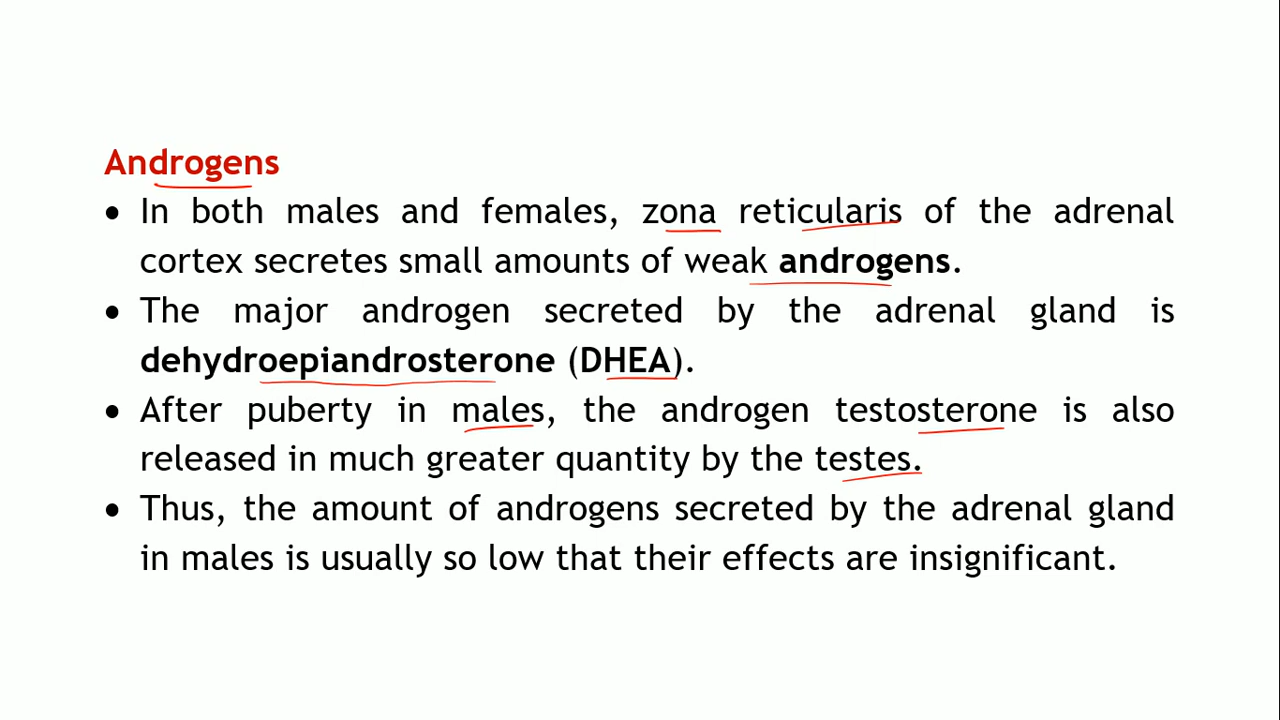 Androgens
• In both males and females, zona reticularis of the adrenal
cortex secretes small amounts of weak androgens.
• The major androgen secreted by the adrenal gland is
dehydroepiandrosterone (DHEA).
• After puberty in males, the androgen testosterone is also
released in much greater quantity by the testes.
• Thus, the amount of androgens secreted by the adrenal gland
in males is usually so low that their effects are insignificant.